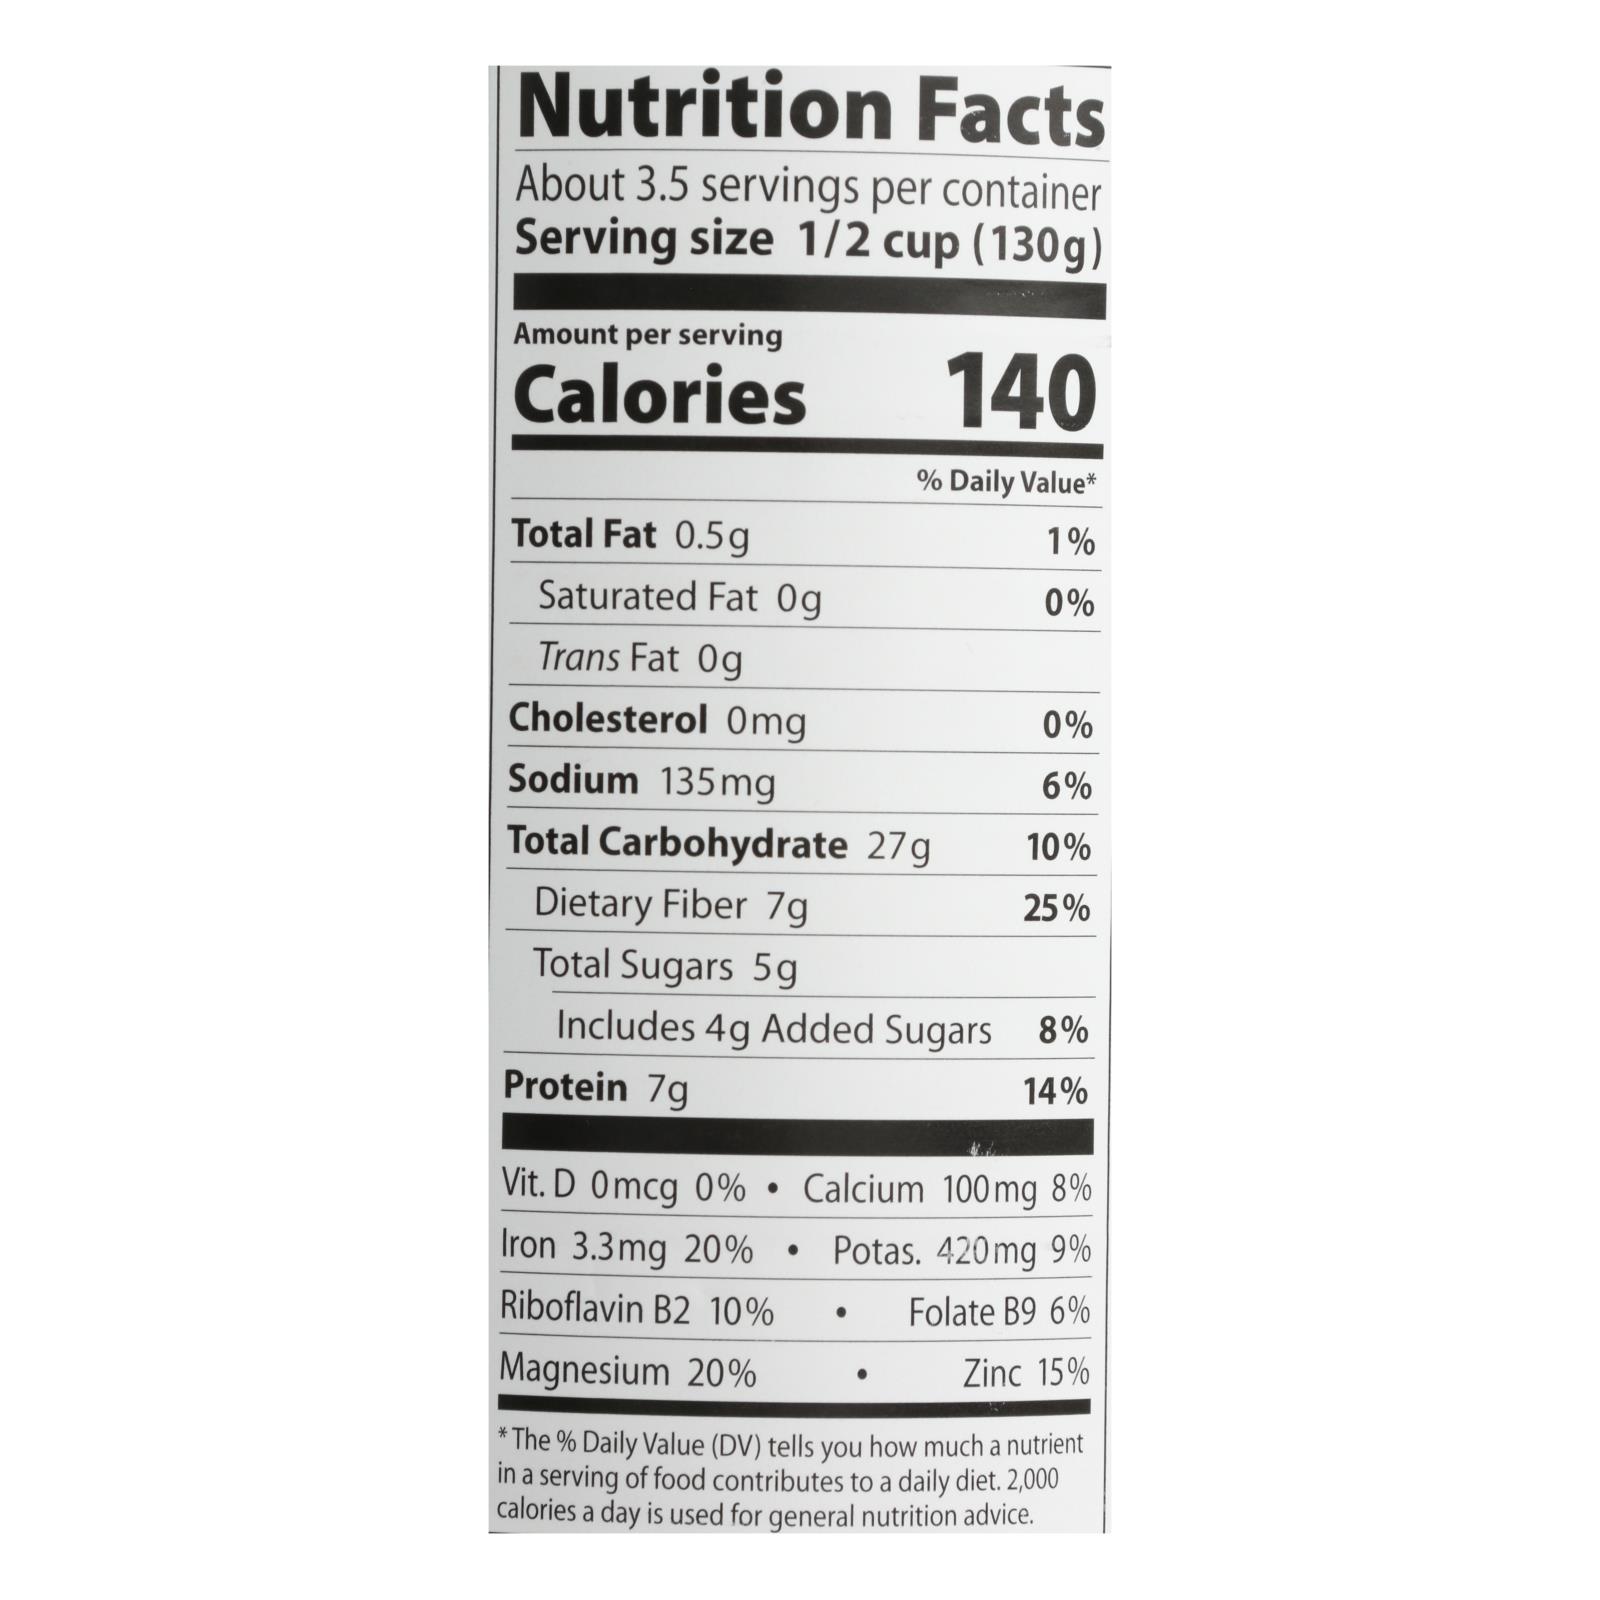 Nutrition Facts
About 3.5 servings per container
Serving size 1/2 cup (130g)
Amount per serving
Calories 140
% Daily Value*
Total Fat 0.5g 1%
Saturated Fat 0g 0%
Trans Fat 0g
Cholesterol 0mg 0%
Sodium 135mg 6%
Total Carbohydrate 27g 10%
Dietary Fiber 7g 25%
Total Sugars 5g
Includes 4g Added Sugars 8%
Protein 7g 14%
Vit. D 0mcg 0% • Calcium 100mg 8%
Iron 3.3mg 20% • Potas. 420mg 9%
Riboflavin B2 10% • Folate B9 6%
Magnesium 20% • Zinc 15%
* The % Daily Value (DV) tells you how much a nutrient
in a serving of food contributes to a daily diet. 2,000
calories a day is used for general nutrition advice.